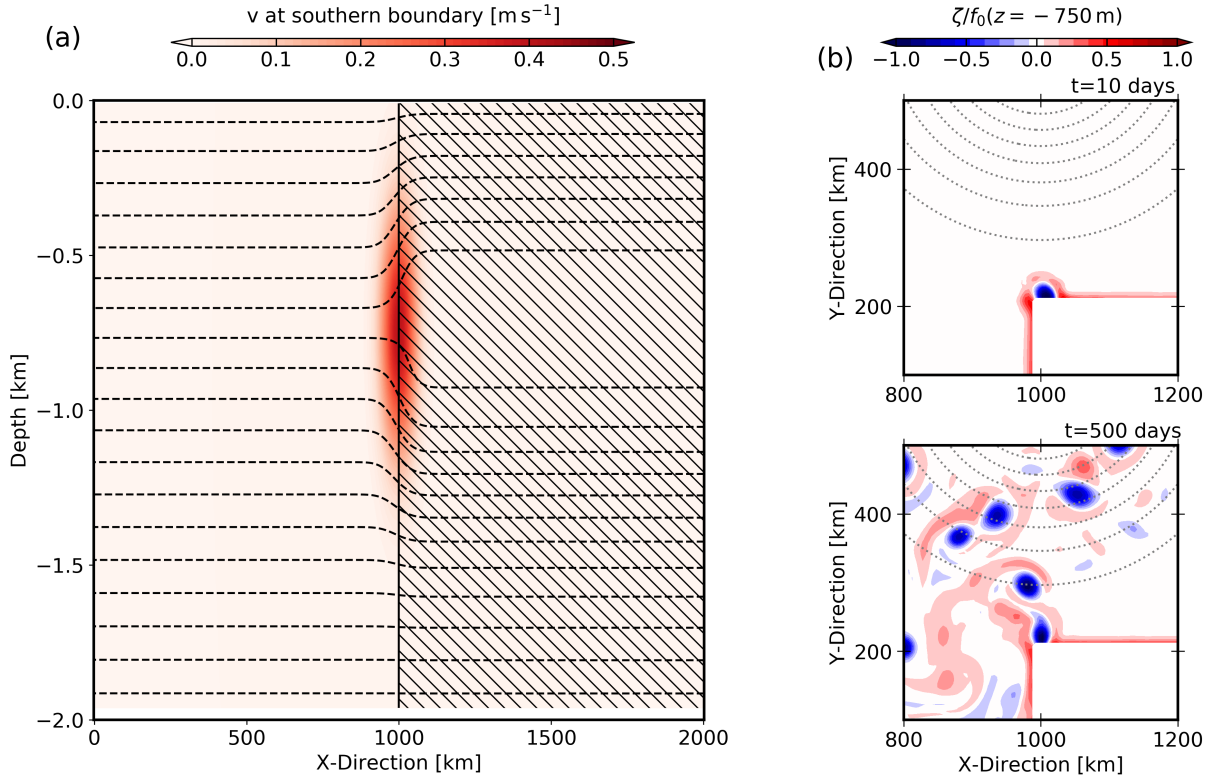 (a)
v at southern boundary [m s⁻¹]
0.0 0.1 0.2 0.3 0.4 0.5
0.0
−0.5
−1.0
−1.5
−2.0
Depth [km]
0 500 1000 1500 2000
X-Direction [km]
(b)
ζ/f₀(z = − 750 m)
−1.0 −0.5 0.0 0.5 1.0
t=10 days
400
200
Y-Direction [km]
800 1000 1200
t=500 days
400
200
Y-Direction [km]
800 1000 1200
X-Direction [km]